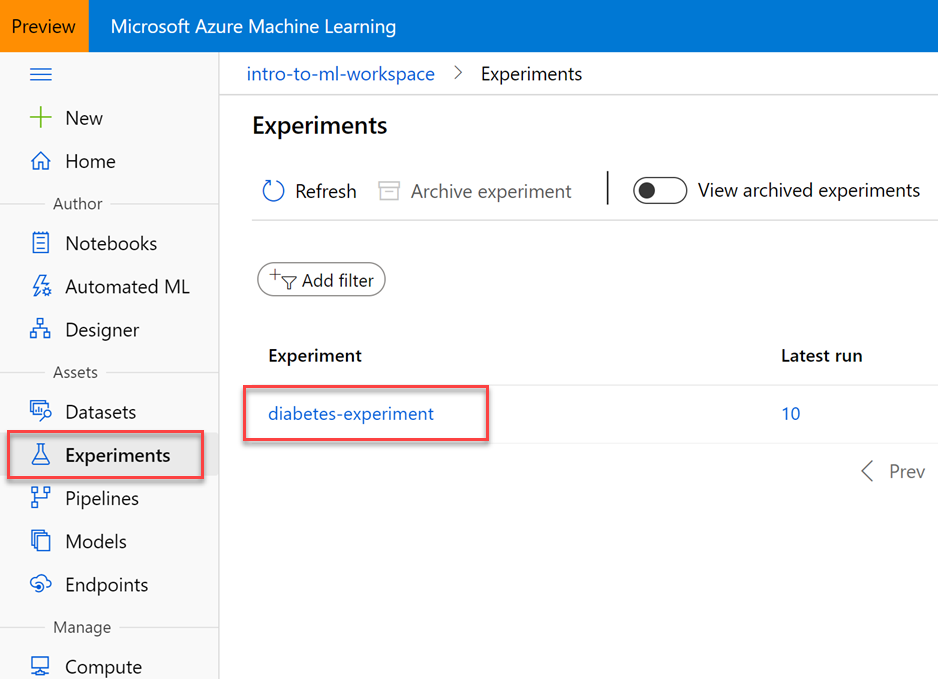 Preview
Microsoft Azure Machine Learning
intro-to-ml-workspace > Experiments
New
Home
Author
Notebooks
Automated ML
Designer
Assets
Datasets
Experiments
Pipelines
Models
Endpoints
Manage
Compute
Experiments
Refresh
Archive experiment
View archived experiments
Add filter
Experiment
Latest run
diabetes-experiment
10
Prev